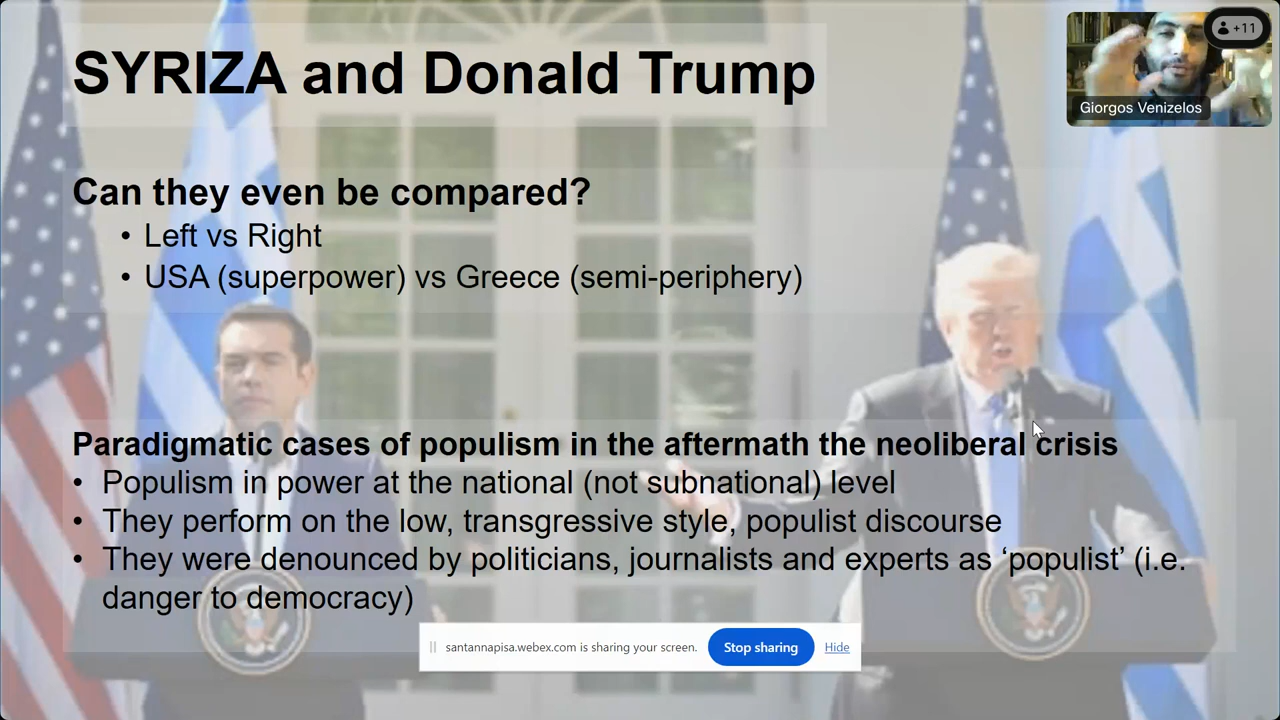 SYRIZA and Donald Trump
+11
Giorgos Venizelos
Can they even be compared?
• Left vs Right
• USA (superpower) vs Greece (semi-periphery)
Paradigmatic cases of populism in the aftermath the neoliberal crisis
• Populism in power at the national (not subnational) level
• They perform on the low, transgressive style, populist discourse
• They were denounced by politicians, journalists and experts as ‘populist’ (i.e.
danger to democracy)
santannapisa.webex.com is sharing your screen.
Stop sharing
Hide